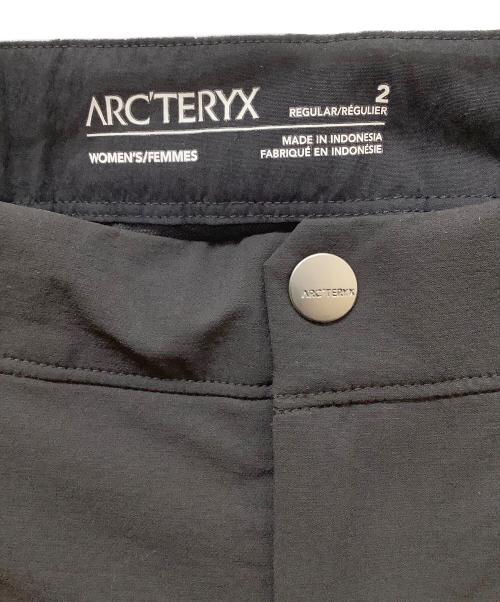 ARC'TERYX
WOMEN'S/FEMMES
2
REGULAR/RÉGULIER
MADE IN INDONESIA
FABRIQUÉ EN INDONÉSIE
ARC'TERYX